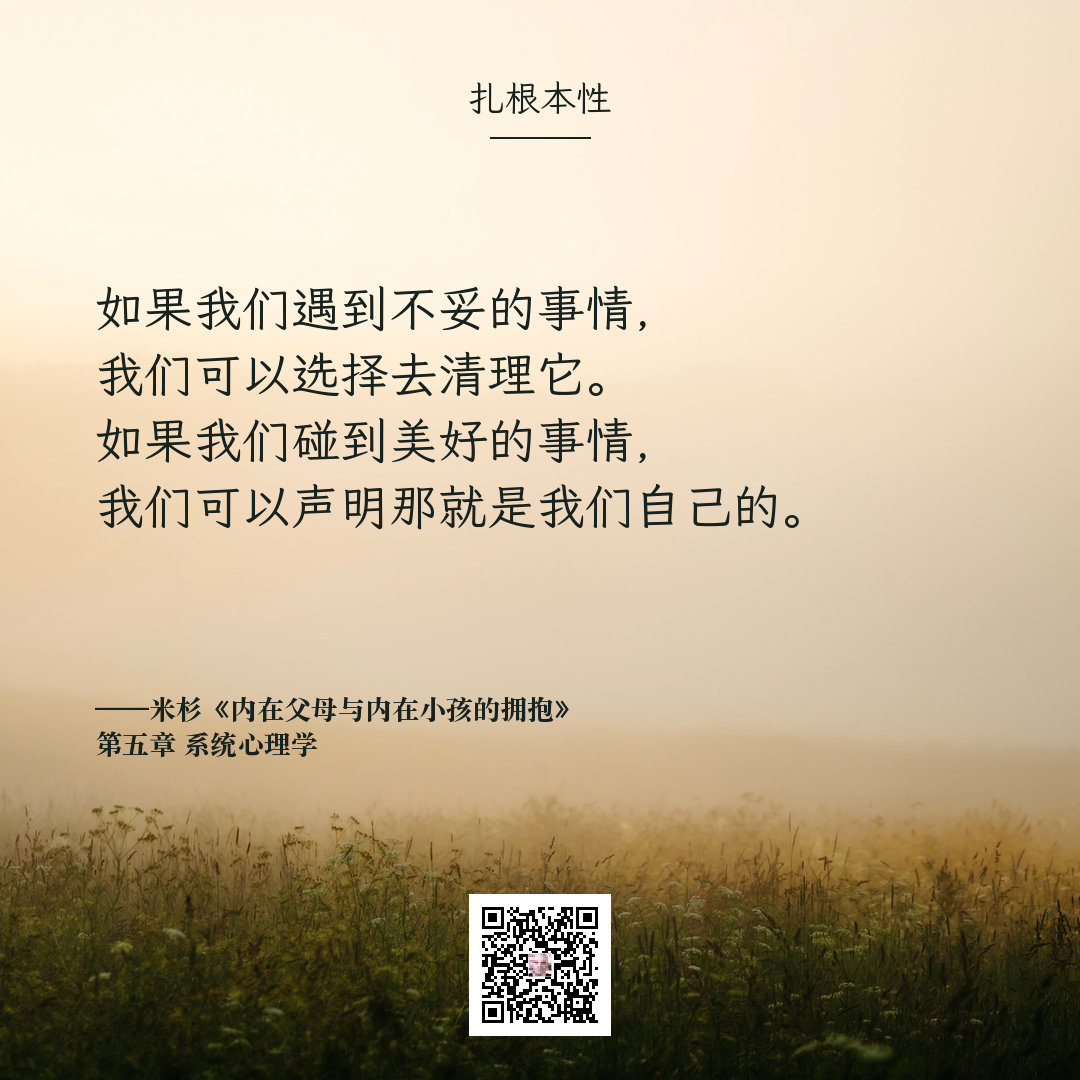 扎根本性
如果我们遇到不妥的事情,
我们可以选择去清理它。
如果我们碰到美好的事情,
我们可以声明那就是我们自己的。
——米杉《内在父母与内在小孩的拥抱》
第五章 系统心理学